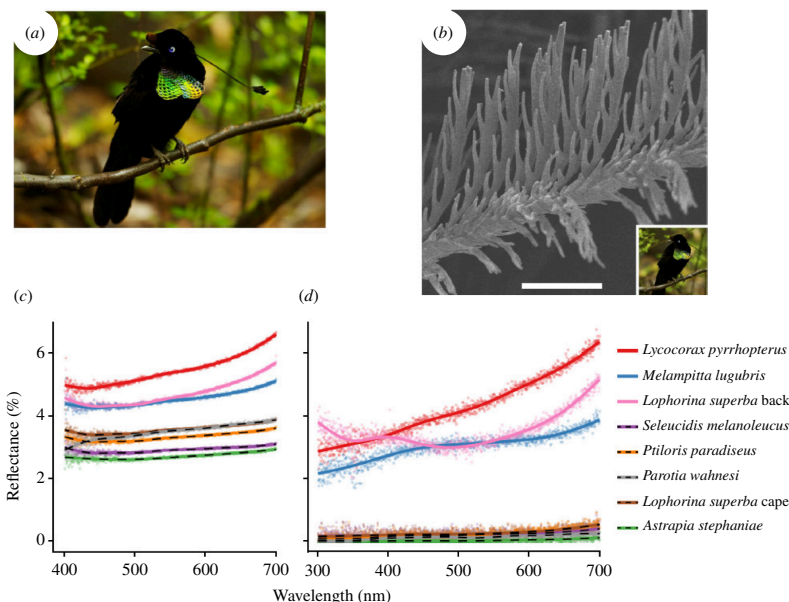 (a)
(b)
(c)
(d)
6
4
2
0
Reflectance (%)
400
500
600
700
300
400
500
600
700
Wavelength (nm)
Lycocorax pyrrhopterus
Melampitta lugubris
Lophorina superba back
Seleucidis melanoleucus
Ptiloris paradiseus
Parotia wahnesi
Lophorina superba cape
Astrapia stephaniae